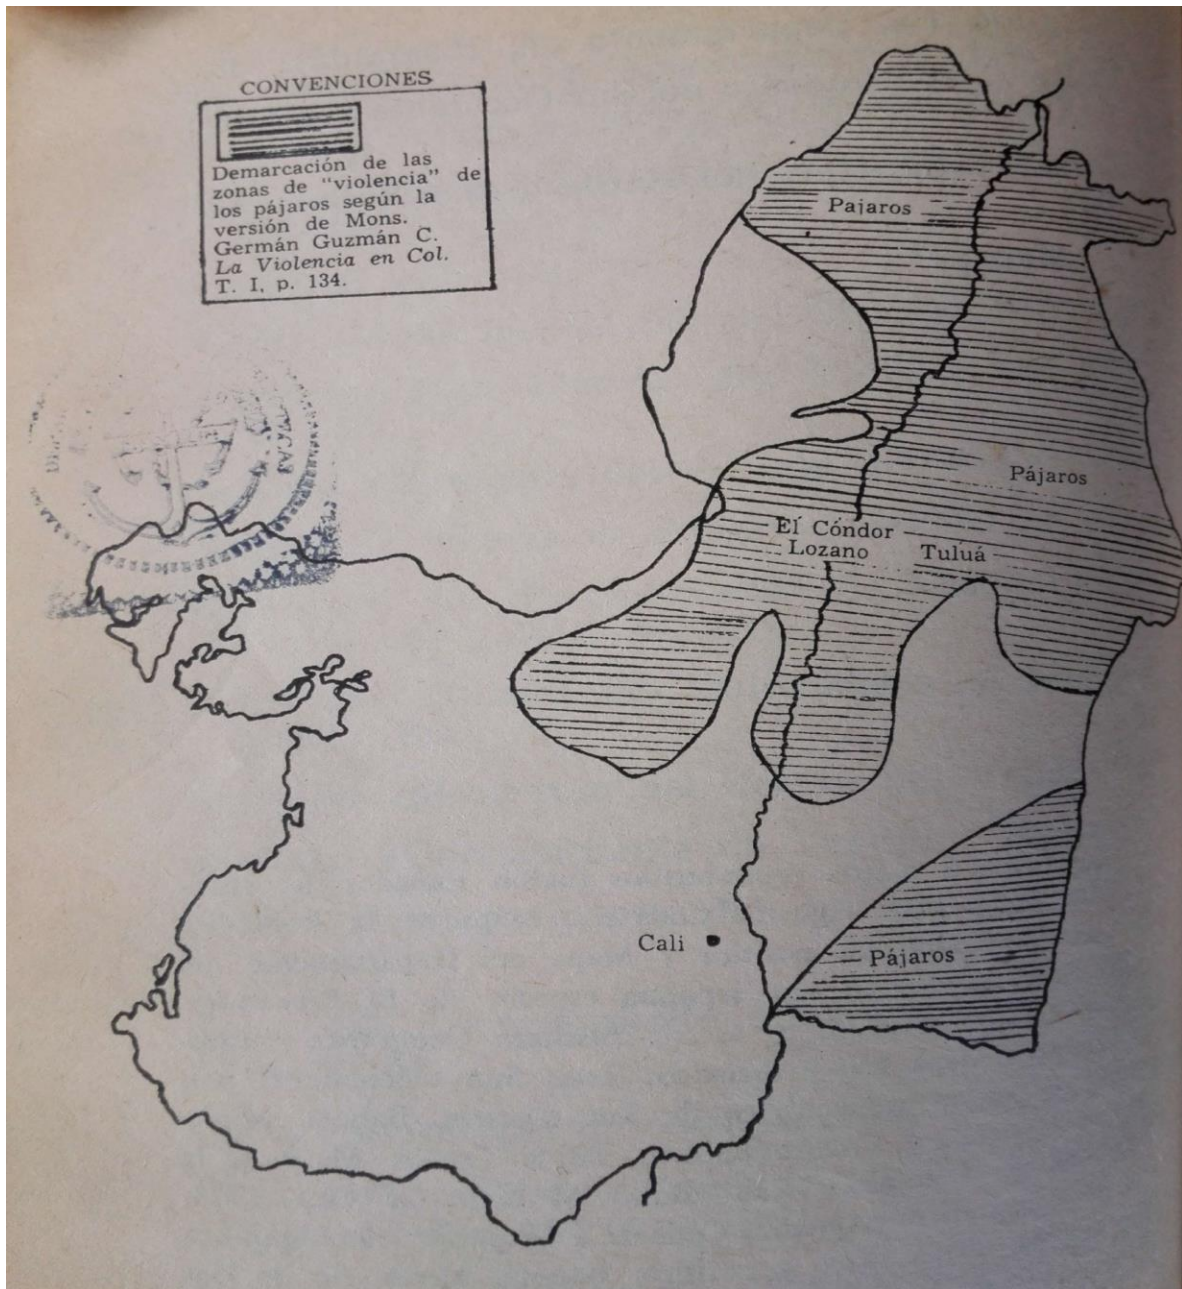 CONVENCIONES
Demarcación de las
zonas de "violencia" de
los pájaros según la
versión de Mons.
Germán Guzmán C.
La Violencia en Col.
T. I, p. 134.
Pajaros
Pájaros
El Cóndor
Lozano
Tuluá
Cali
Pájaros